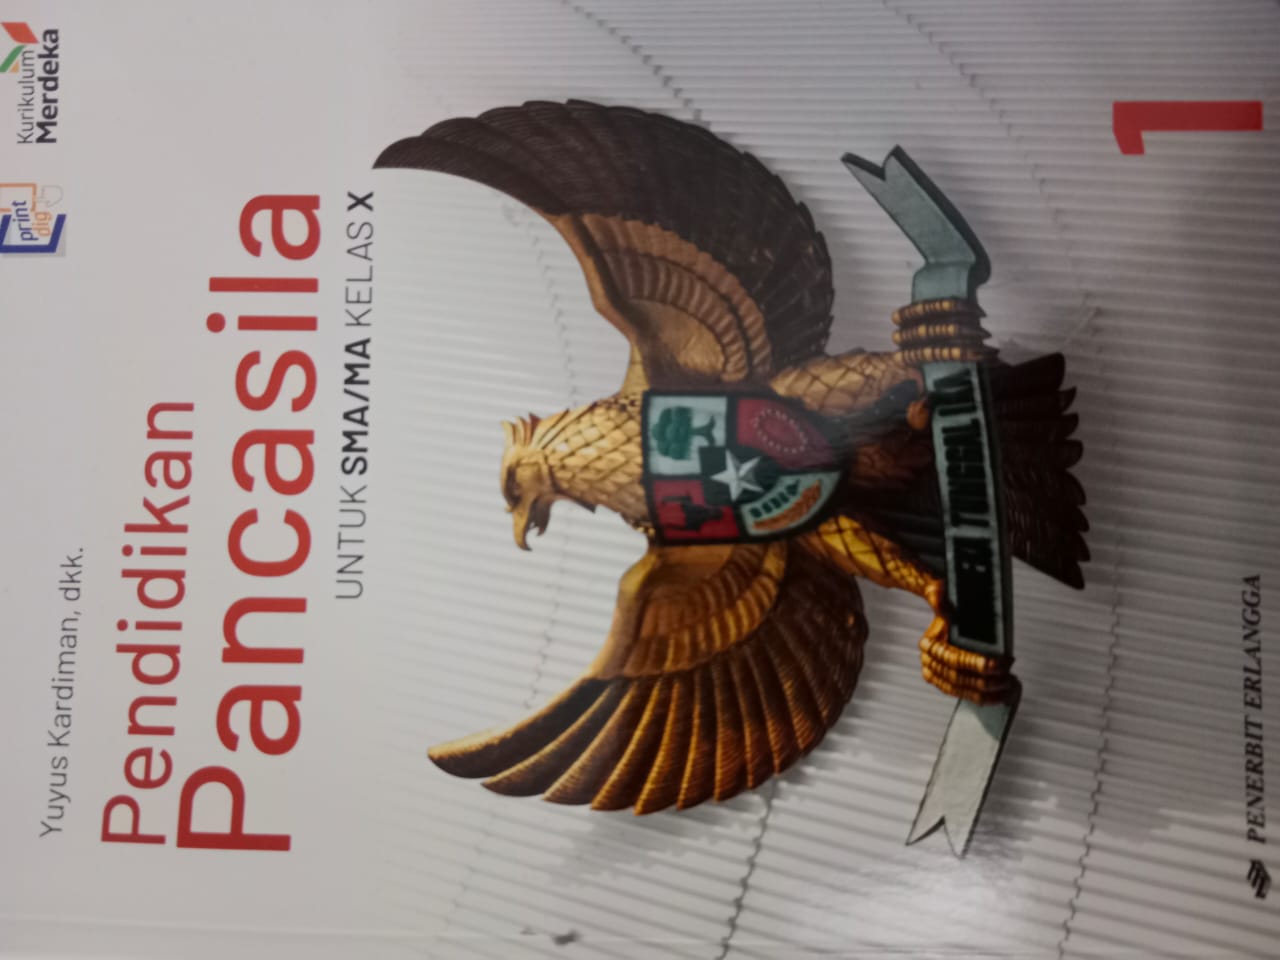 Yuyus Kardiman, dkk.
print
dig
Kurikulum
Merdeka
Pendidikan
Pancasila
UNTUK SMA/MA KELAS X
TUNGGAL IKA
1
PENERBIT ERLANGGA